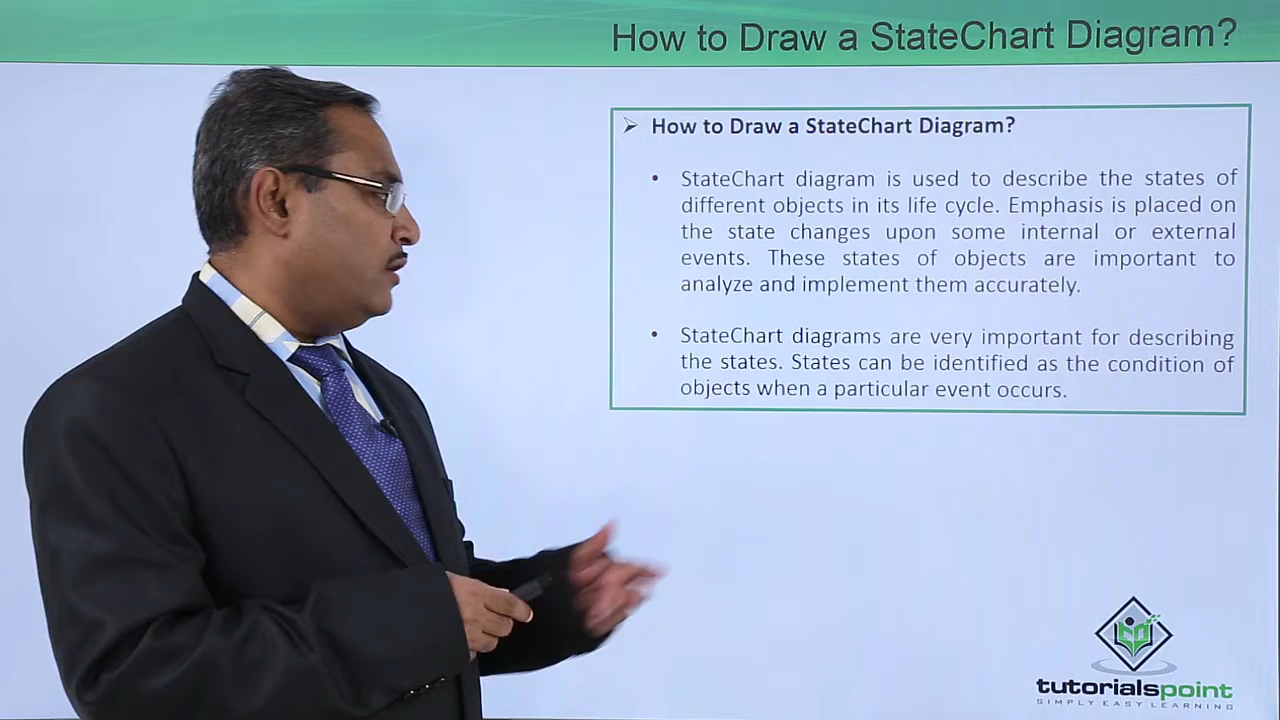 How to Draw a StateChart Diagram?
➢ How to Draw a StateChart Diagram?
• StateChart diagram is used to describe the states of
different objects in its life cycle. Emphasis is placed on
the state changes upon some internal or external
events. These states of objects are important to
analyze and implement them accurately.
• StateChart diagrams are very important for describing
the states. States can be identified as the condition of
objects when a particular event occurs.
tutorialspoint
SIMPLY EASY LEARNING